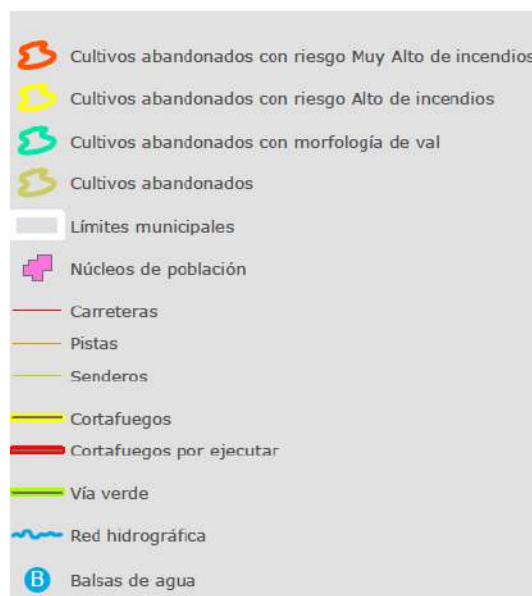 Cultivos abandonados con riesgo Muy Alto de incendios
Cultivos abandonados con riesgo Alto de incendios
Cultivos abandonados con morfología de val
Cultivos abandonados
Límites municipales
Núcleos de población
Carreteras
Pistas
Senderos
Cortafuegos
Cortafuegos por ejecutar
Vía verde
Red hidrográfica
B Balsas de agua